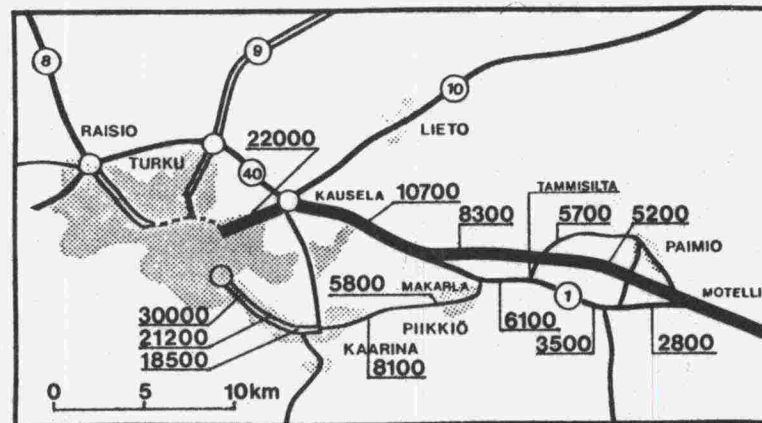 8
9
10
RAISIO
TURKU
22000
LIETO
40
KAUSELA
10700
TAMMISILTA
8300
5700
5200
PAIMIO
5800
MAKARLA
1
MOTELLI
30000
PIIKKIÖ
6100
21200
3500
2800
18500
KAARINA
8100
0 5 10km